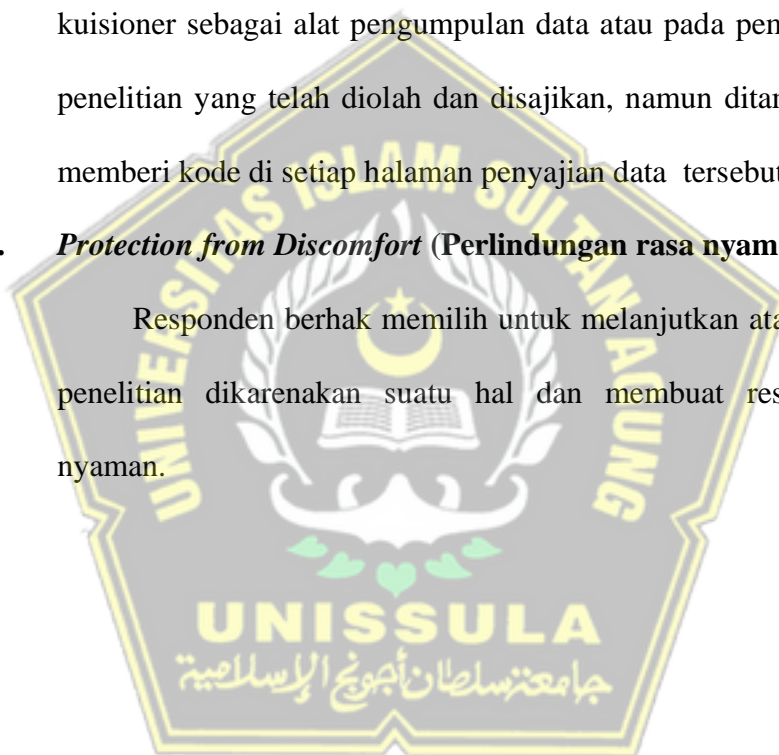 kuisioner sebagai alat pengumpulan data atau pada pen
penelitian yang telah diolah dan disajikan, namun ditan
memberi kode di setiap halaman penyajian data tersebut
. Protection from Discomfort (Perlindungan rasa nyam
Responden berhak memilih untuk melanjutkan ata
penelitian dikarenakan suatu hal dan membuat res
nyaman.
UNIVERSITAS ISLAM SULTAN AGUNG
UNISSULA
جامعة سلطان أجونج الإسلامية